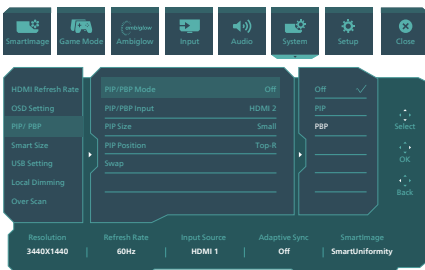 SmartImage Game Mode Ambiglow Input Audio System Setup Close
ambiglow
HDMI Refresh Rate
OSD Setting
PIP/ PBP
Smart Size
USB Setting
Local Dimming
Over Scan
PIP/PBP Mode Off
PIP/PBP Input HDMI 2
PIP Size Small
PIP Position Top-R
Swap
Off
PIP
PBP
Select
OK
Back
Resolution Refresh Rate Input Source Adaptive Sync SmartImage
3440X1440 60Hz HDMI 1 Off SmartUniformity